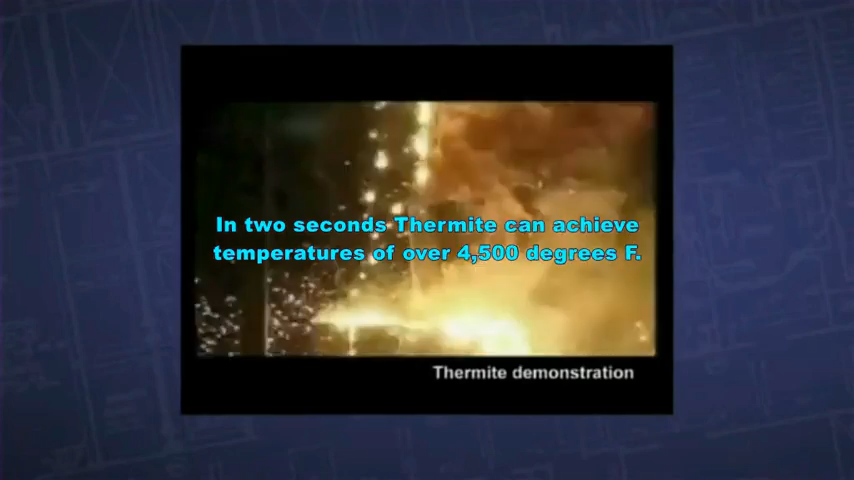 In two seconds Thermite can achieve
temperatures of over 4,500 degrees F.
Thermite demonstration